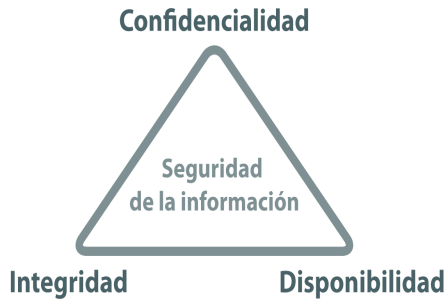 Confidencialidad
Seguridad
de la información
Integridad
Disponibilidad